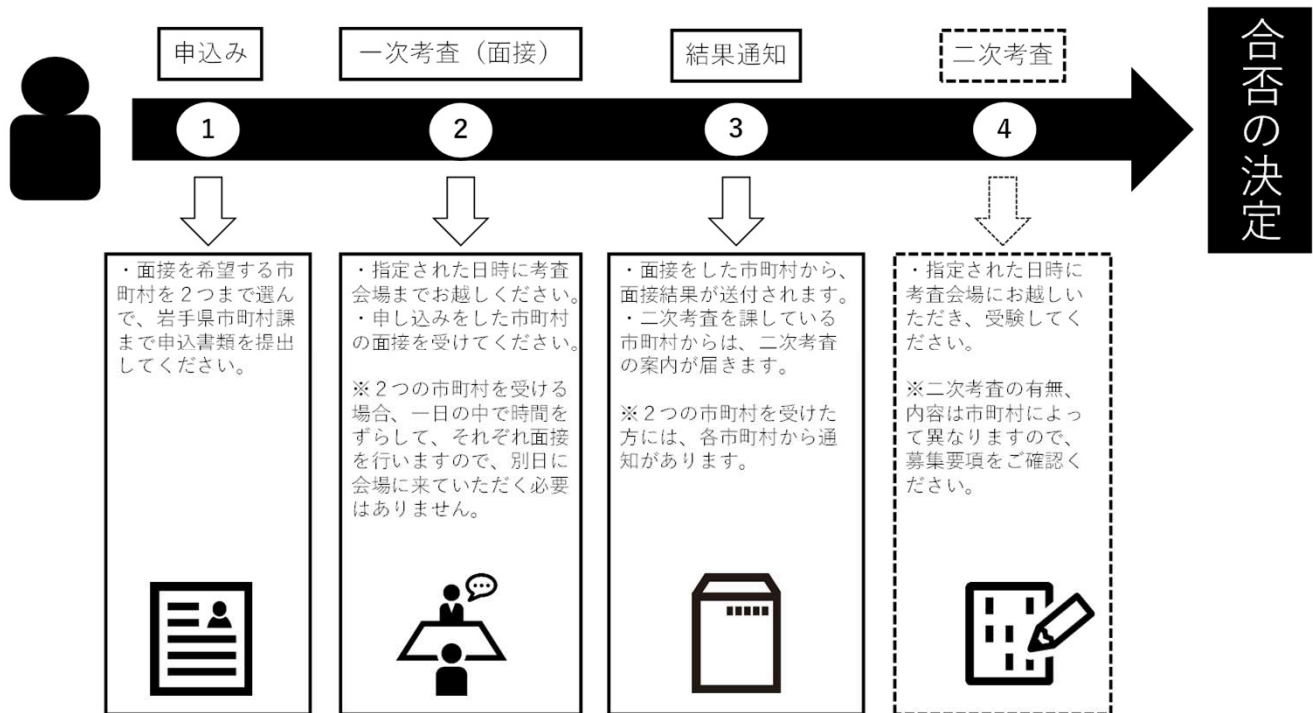 申込み
一次考査（面接）
結果通知
二次考査
合否の決定
1
2
3
4
・面接を希望する市
町村を２つまで選ん
で、岩手県市町村課
まで申込書類を提出
してください。
・指定された日時に考査
会場までお越しください。
・申し込みをした市町村
の面接を受けてください。
※２つの市町村を受ける
場合、一日の中で時間を
ずらして、それぞれ面接
を行いますので、別日に
会場に来ていただく必要
はありません。
・面接をした市町村から、
面接結果が送付されます。
・二次考査を課している
市町村からは、二次考査
の案内が届きます。
※２つの市町村を受けた
方には、各市町村から通
知があります。
・指定された日時に
考査会場にお越しい
ただき、受験してく
ださい。
※二次考査の有無、
内容は市町村によっ
て異なりますので、
募集要項をご確認く
ださい。